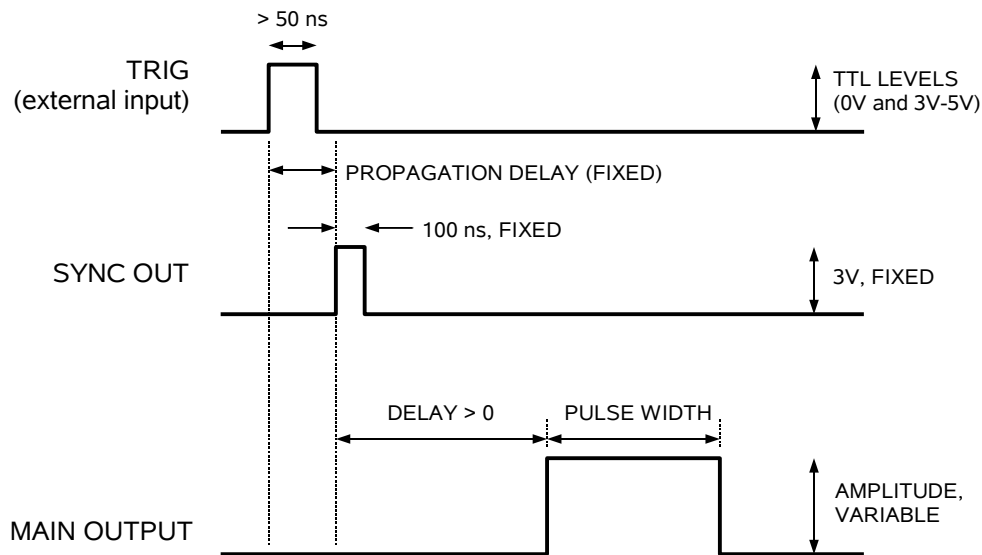 > 50 ns
TRIG
(external input)
TTL LEVELS
(0V and 3V-5V)
PROPAGATION DELAY (FIXED)
100 ns, FIXED
SYNC OUT
3V, FIXED
DELAY > 0
PULSE WIDTH
AMPLITUDE,
VARIABLE
MAIN OUTPUT